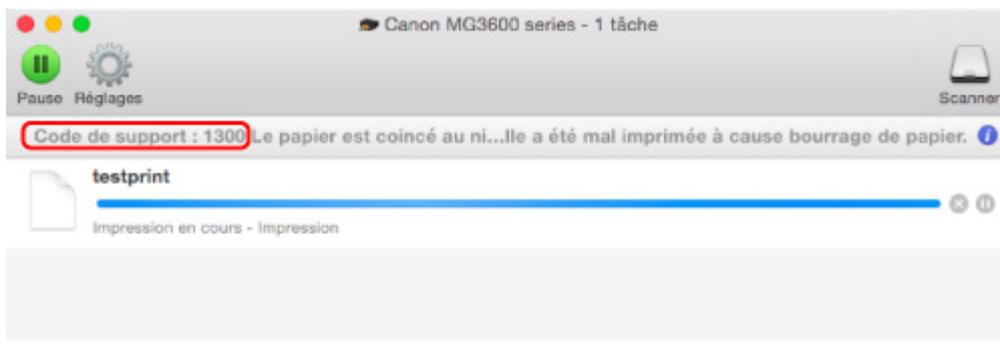 Canon MG3600 series - 1 tâche
Pause Réglages
Scanner
Code de support : 1300 Le papier est coincé au ni...lle a été mal imprimée à cause bourrage de papier.
testprint
Impression en cours - Impression